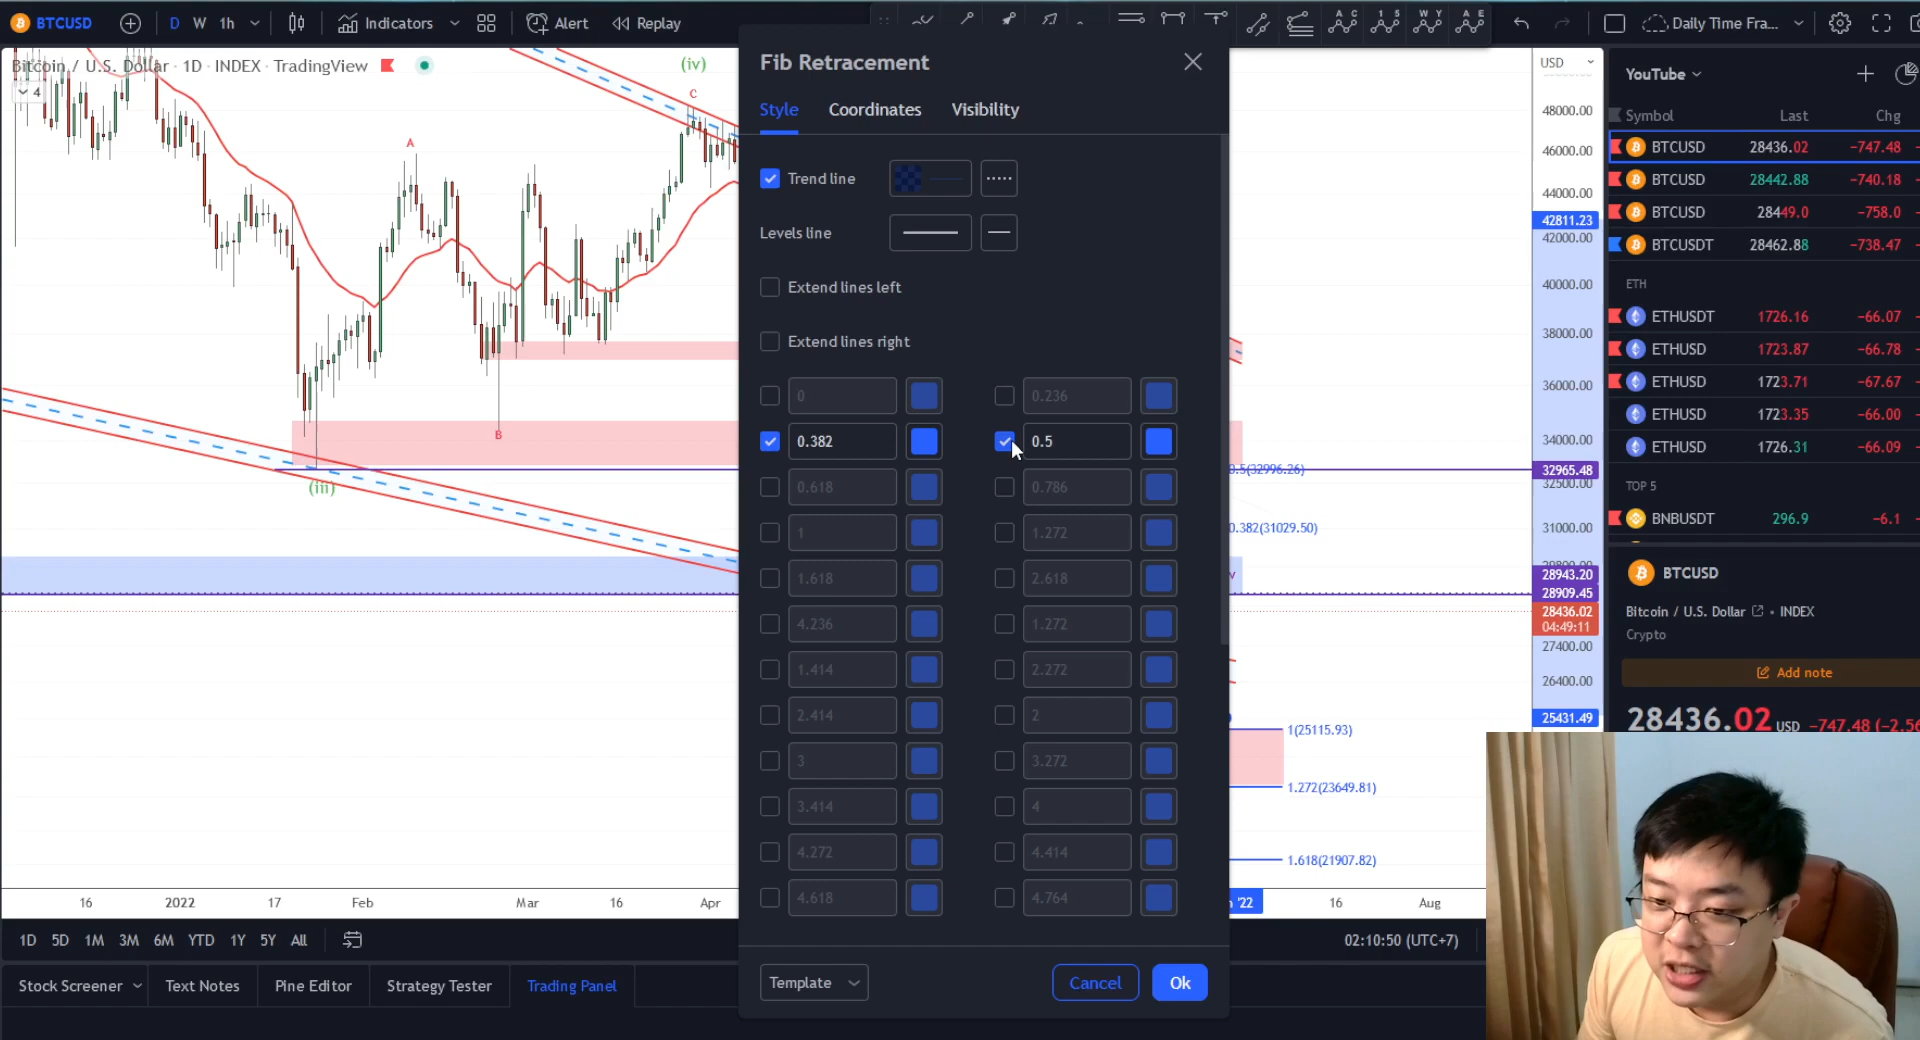 BTCUSD
D W 1h
Indicators
Alert
Replay
A C
1 5
W Y
A E
Daily Time Fra...
Bitcoin / U.S. Dollar · 1D · INDEX · TradingView
4
(iv)
C
A
B
(iii)
Fib Retracement
Style Coordinates Visibility
Trend line
Levels line
Extend lines left
Extend lines right
0 0.236
0.382 0.5
0.618 0.786
1 1.272
1.618 2.618
4.236 1.272
1.414 2.272
2.414 2
3 3.272
3.414 4
4.272 4.414
4.618 4.764
Template
Cancel
Ok
0.5(32996.26)
0.382(31029.50)
v
1(25115.93)
1.272(23649.81)
1.618(21907.82)
USD
48000.00
46000.00
44000.00
42811.23
42000.00
40000.00
38000.00
36000.00
34000.00
32965.48
32500.00
31000.00
28943.20
28909.45
28436.02
04:49:11
27400.00
26400.00
25431.49
16 2022 17 Feb Mar 16 Apr '22 16 Aug
1D 5D 1M 3M 6M YTD 1Y 5Y All
02:10:50 (UTC+7)
Stock Screener Text Notes Pine Editor Strategy Tester Trading Panel
YouTube
Symbol Last Chg
BTCUSD 28436.02 −747.48
BTCUSD 28442.88 −740.18
BTCUSD 28449.0 −758.0
BTCUSDT 28462.88 −738.47
ETH
ETHUSDT 1726.16 −66.07
ETHUSD 1723.87 −66.78
ETHUSD 1723.71 −67.67
ETHUSD 1723.35 −66.00
ETHUSD 1726.31 −66.09
TOP 5
BNBUSDT 296.9 −6.1
BTCUSD
Bitcoin / U.S. Dollar • INDEX
Crypto
Add note
28436.02 USD −747.48 (−2.56